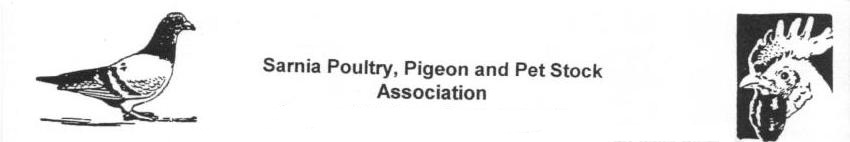 Sarnia Poultry, Pigeon and Pet Stock
Association